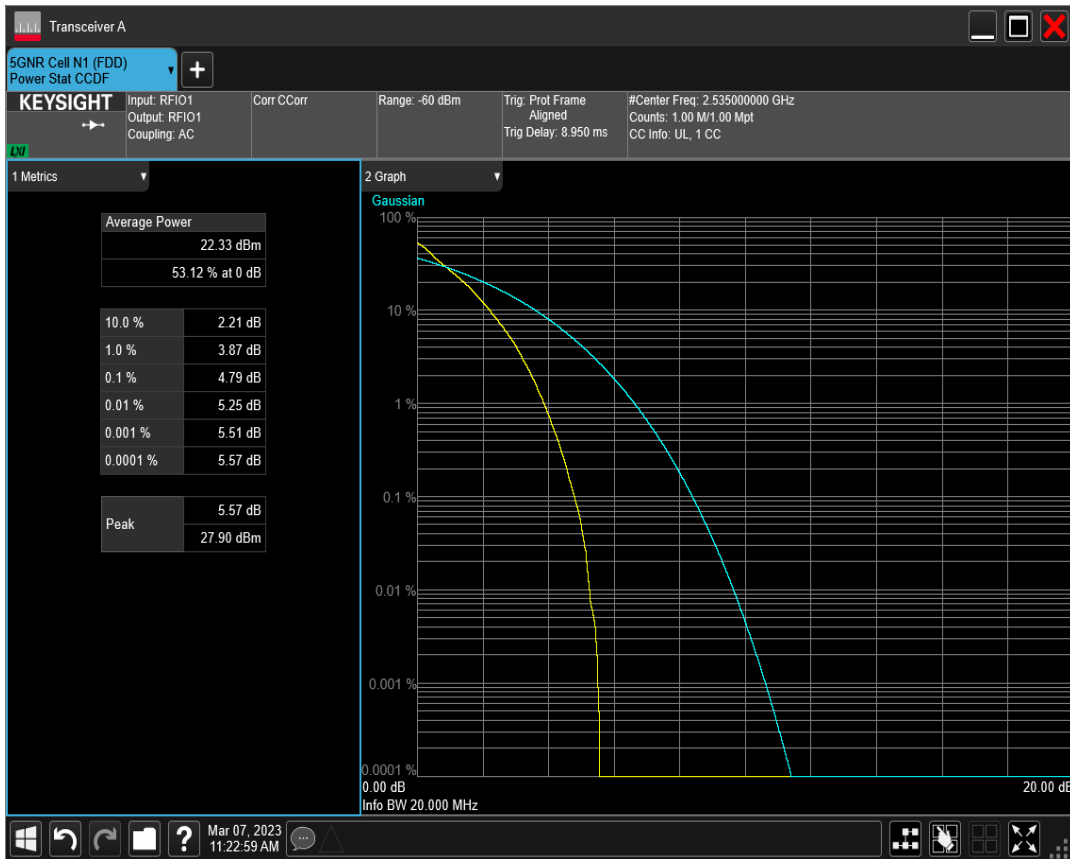 Transceiver A
5GNR Cell N1 (FDD)
Power Stat CCDF
+
KEYSIGHT
LXI
Input: RFIO1
Output: RFIO1
Coupling: AC
Corr CCorr
Range: -60 dBm
Trig: Prot Frame
Aligned
Trig Delay: 8.950 ms
#Center Freq: 2.535000000 GHz
Counts: 1.00 M/1.00 Mpt
CC Info: UL, 1 CC
1 Metrics
Average Power
22.33 dBm
53.12 % at 0 dB
10.0 % 2.21 dB
1.0 % 3.87 dB
0.1 % 4.79 dB
0.01 % 5.25 dB
0.001 % 5.51 dB
0.0001 % 5.57 dB
Peak
5.57 dB
27.90 dBm
2 Graph
Gaussian
100 %
10 %
1 %
0.1 %
0.01 %
0.001 %
0.0001 %
0.00 dB 20.00 dB
Info BW 20.000 MHz
?
Mar 07, 2023
11:22:59 AM